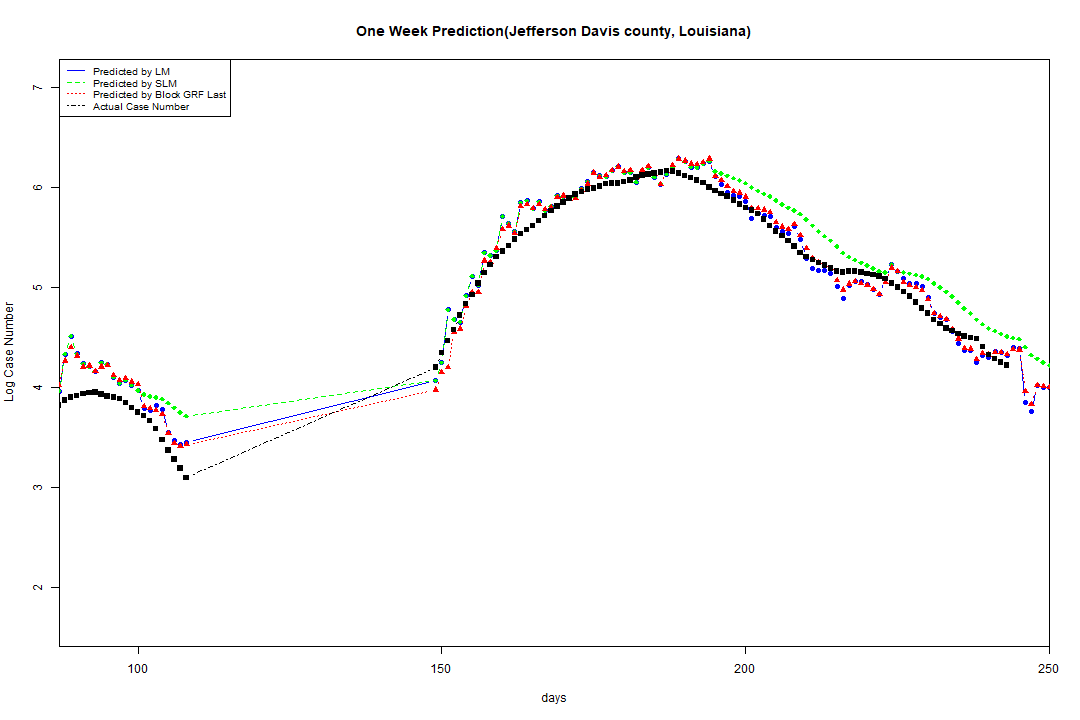 One Week Prediction(Jefferson Davis county, Louisiana)
Predicted by LM
Predicted by SLM
Predicted by Block GRF Last
Actual Case Number
7
6
5
4
3
2
Log Case Number
100 150 200 250
days